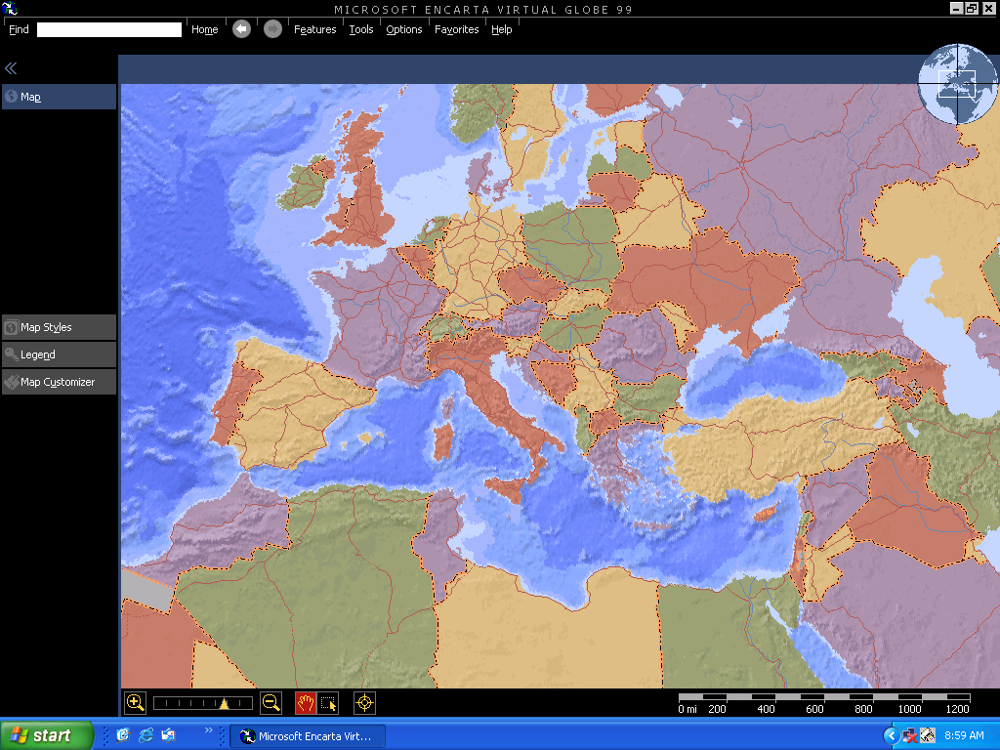 MICROSOFT ENCARTA VIRTUAL GLOBE 99
Find Home Features Tools Options Favorites Help
Map
Map Styles
Legend
Map Customizer
0 mi 200 400 600 800 1000 1200
start Microsoft Encarta Virt... 8:59 AM